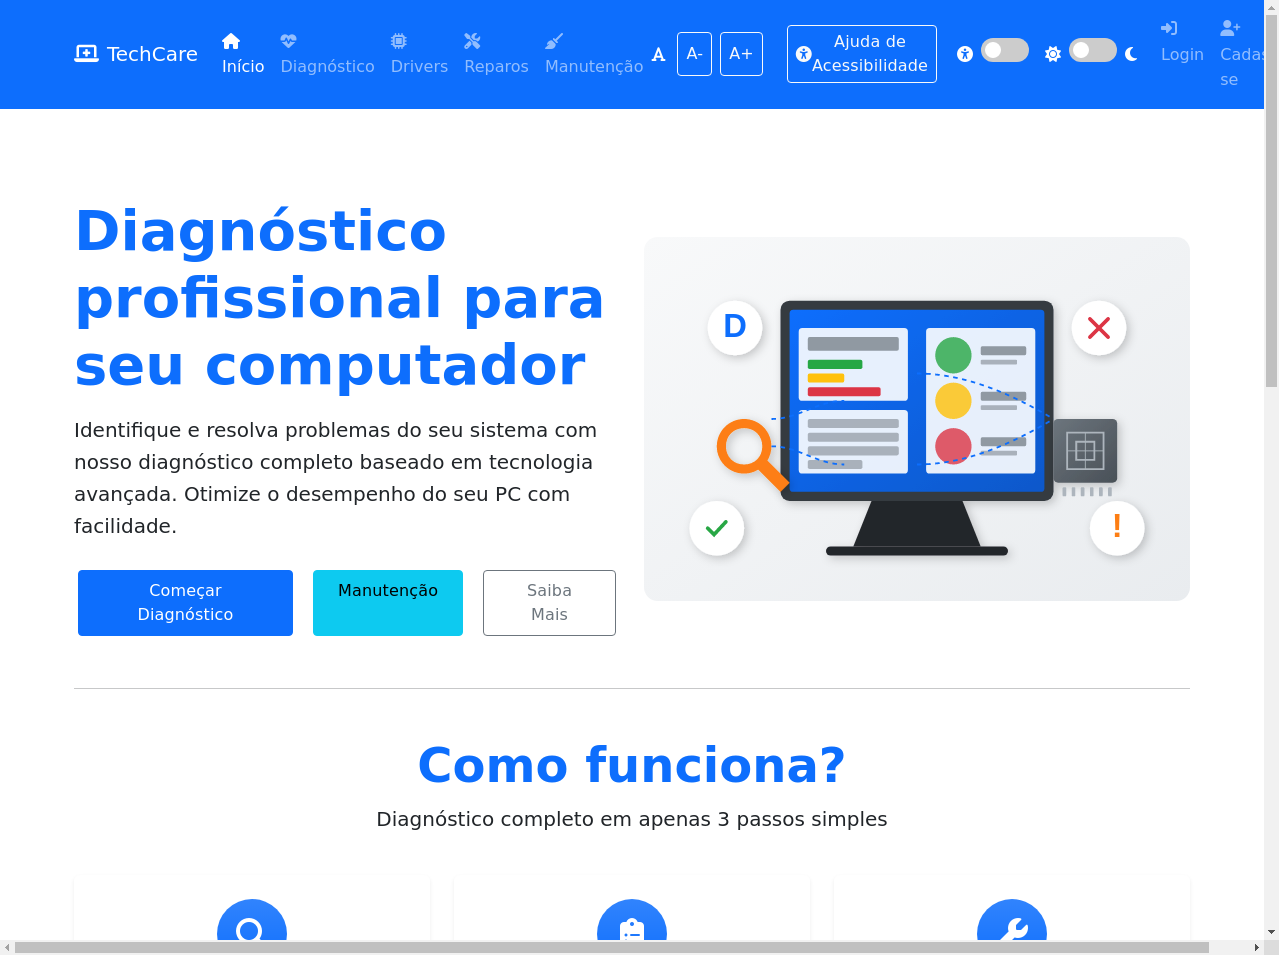 TechCare
Início
Diagnóstico
Drivers
Reparos
Manutenção
A
A-
A+
Ajuda de
Acessibilidade
Login
Cadas
se
Diagnóstico
profissional para
seu computador
Identifique e resolva problemas do seu sistema com
nosso diagnóstico completo baseado em tecnologia
avançada. Otimize o desempenho do seu PC com
facilidade.
Começar
Diagnóstico
Manutenção
Saiba
Mais
D
!
Como funciona?
Diagnóstico completo em apenas 3 passos simples